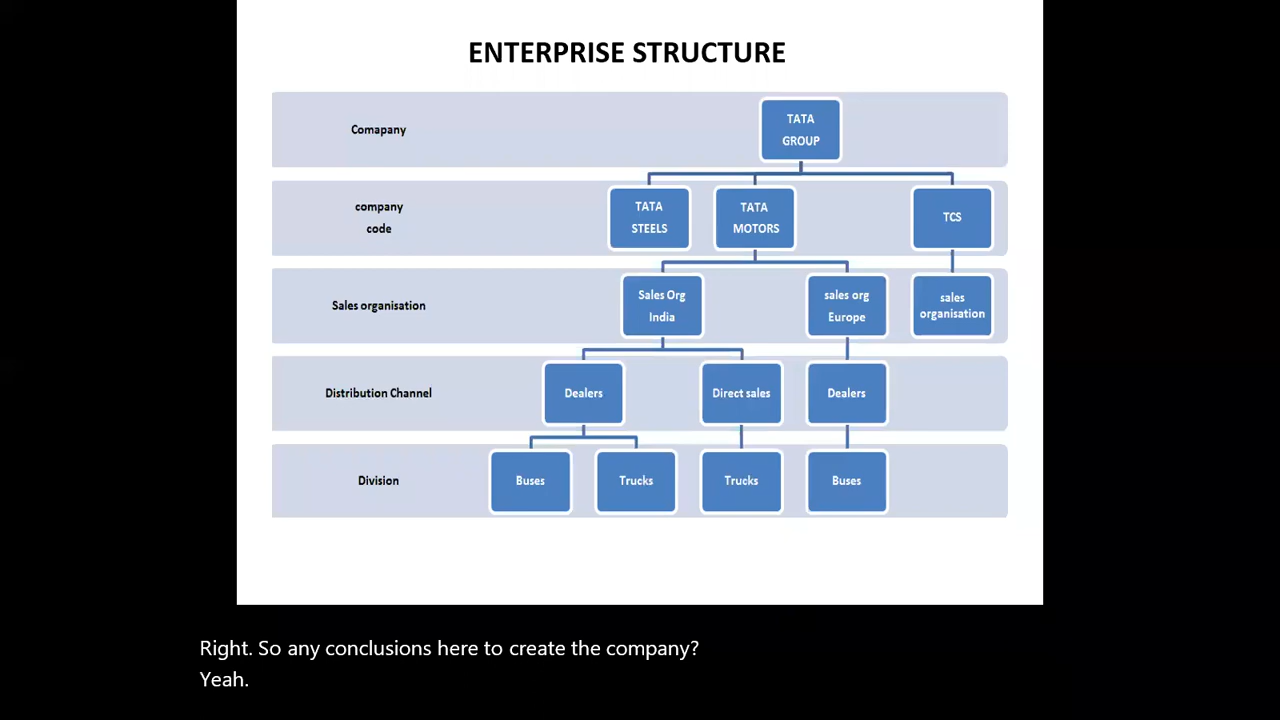 ENTERPRISE STRUCTURE
Comapany
TATA
GROUP
company
code
TATA
STEELS
TATA
MOTORS
TCS
Sales organisation
Sales Org
India
sales org
Europe
sales
organisation
Distribution Channel
Dealers
Direct sales
Dealers
Division
Buses
Trucks
Trucks
Buses
Right. So any conclusions here to create the company?
Yeah.